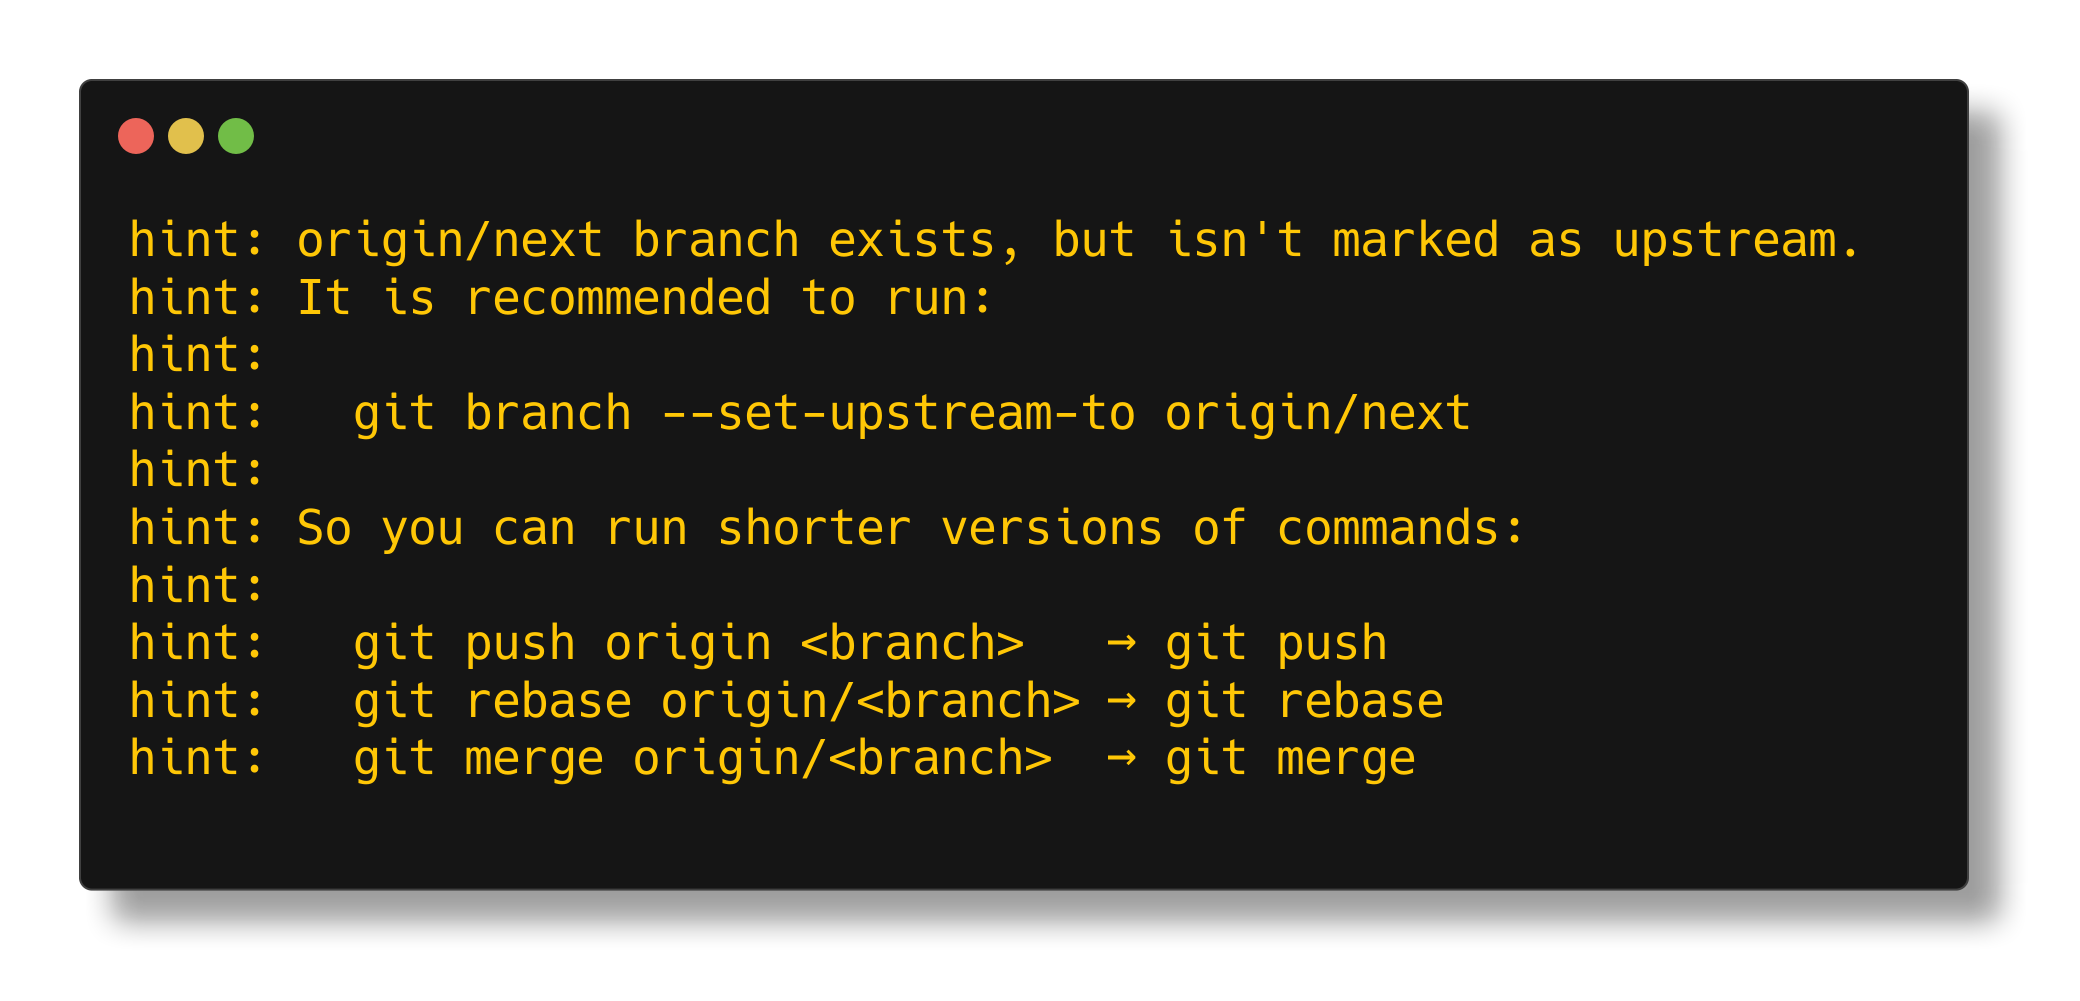 hint: origin/next branch exists, but isn't marked as upstream.
hint: It is recommended to run:
hint:
hint:   git branch --set-upstream-to origin/next
hint:
hint: So you can run shorter versions of commands:
hint:
hint:   git push origin <branch>   → git push
hint:   git rebase origin/<branch> → git rebase
hint:   git merge origin/<branch>  → git merge